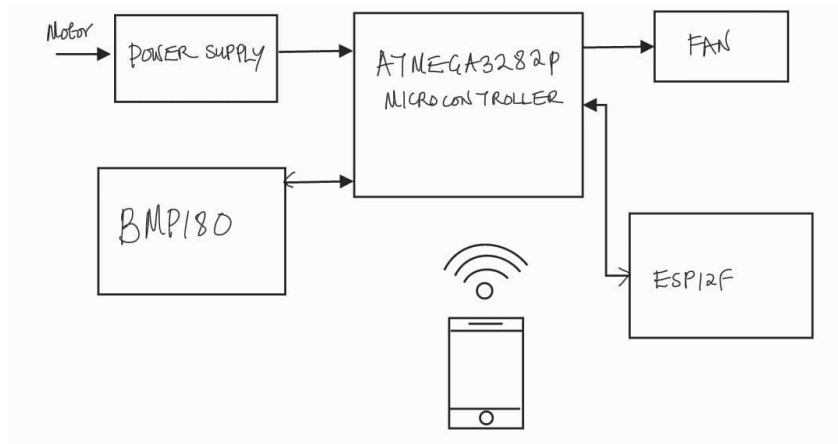 Motor
POWER SUPPLY
ATMEGA3282P
MICROCONTROLLER
FAN
BMP180
ESP12F